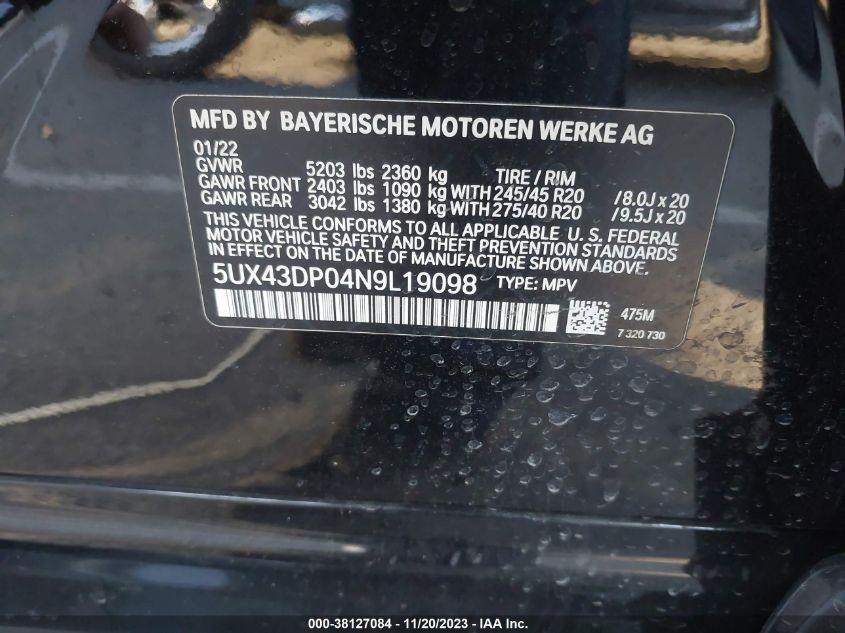 MFD BY BAYERISCHE MOTOREN WERKE AG
01/22
GVWR 5203 lbs 2360 kg TIRE / RIM
GAWR FRONT 2403 lbs 1090 kg WITH 245/45 R20 /8.0J x 20
GAWR REAR 3042 lbs 1380 kg WITH 275/40 R20 /9.5J x 20
THIS VEHICLE CONFORMS TO ALL APPLICABLE U. S. FEDERAL
MOTOR VEHICLE SAFETY AND THEFT PREVENTION STANDARDS
IN EFFECT ON THE DATE OF MANUFACTURE SHOWN ABOVE.
5UX43DP04N9L19098 TYPE: MPV
475M
7 320 730
000-38127084 - 11/20/2023 - IAA Inc.